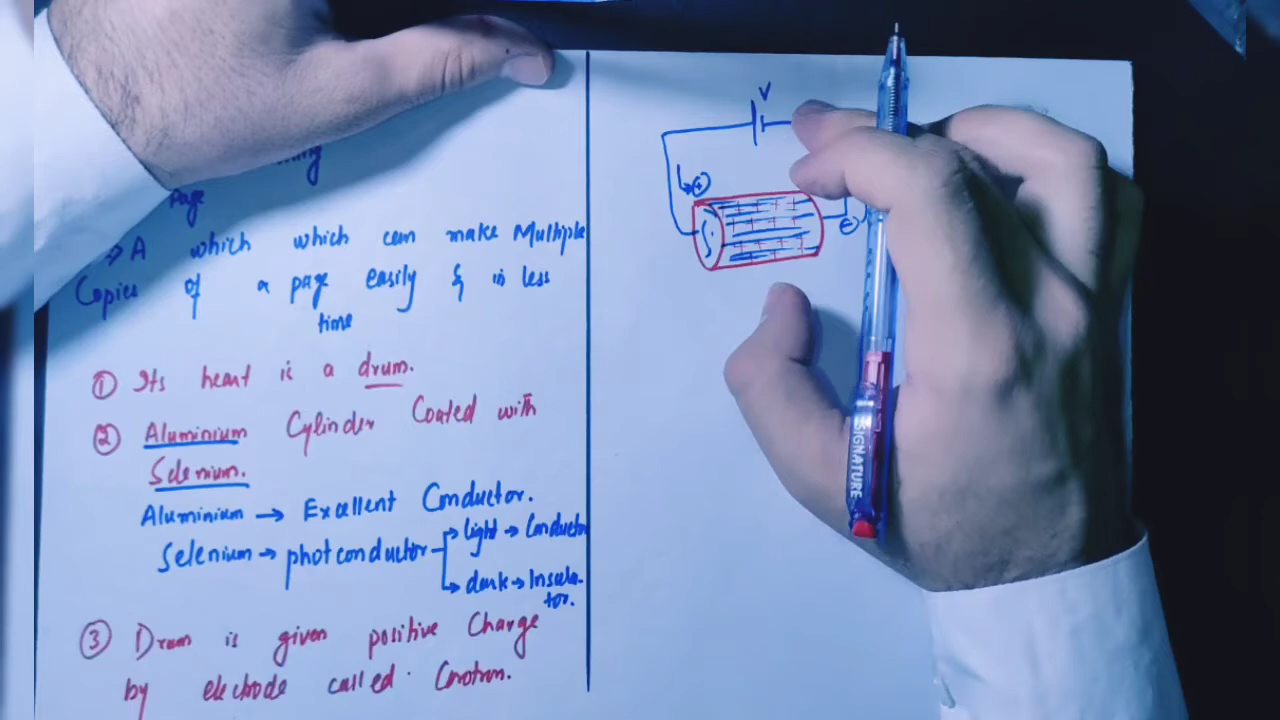 Page
⇒ A which which can make Multiple
Copies of a page easily & in less
time
① Its heart is a drum.
② Aluminium Cylinder Coated with
Selenium.
Aluminium → Excellent Conductor.
Selenium → photconductor → light → Conductor
→ dark → Insula-
tor.
③ Drum is given positive Charge
by electrode called Corotron.
V
+
-
SIGNATURE